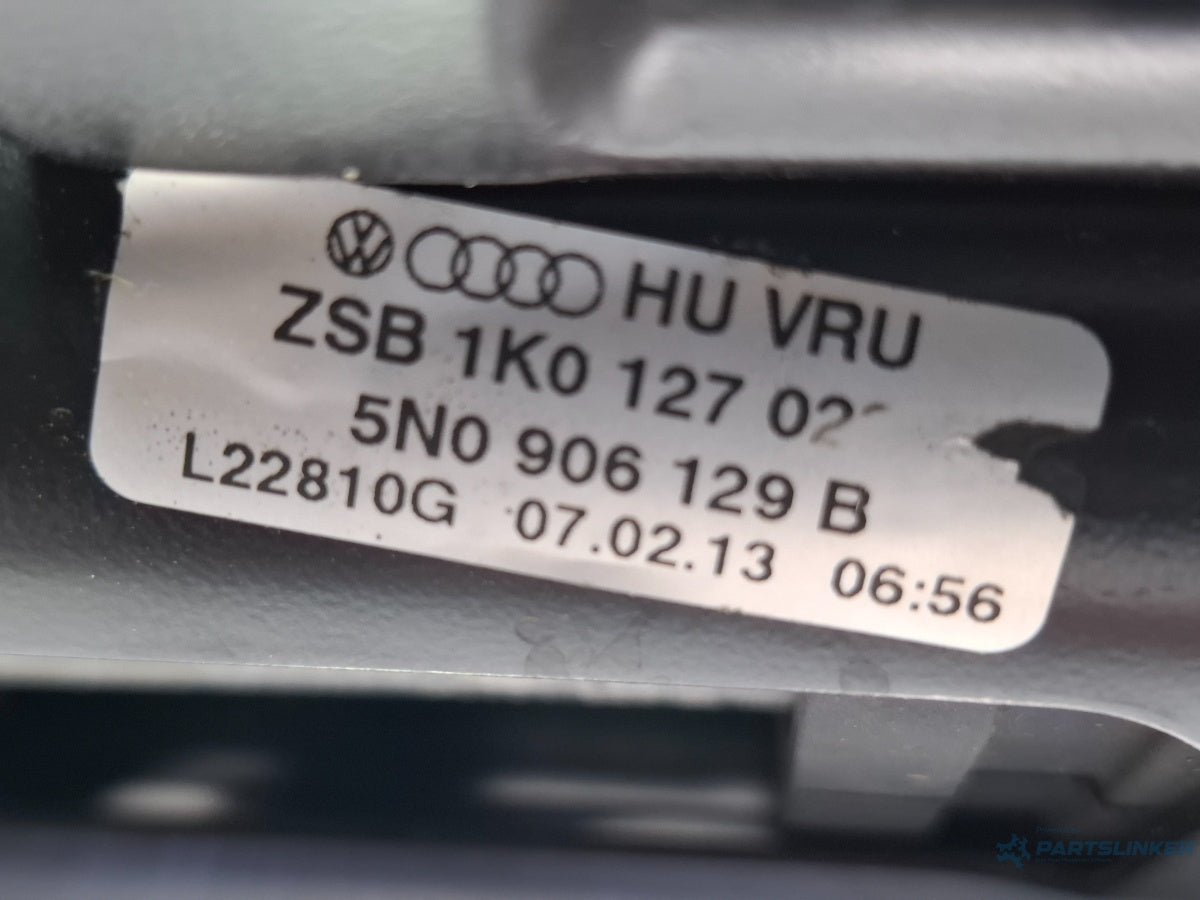 HU VRU
ZSB 1K0 127 02
5N0 906 129 B
L22810G 07.02.13 06:56
PARTSLINKER